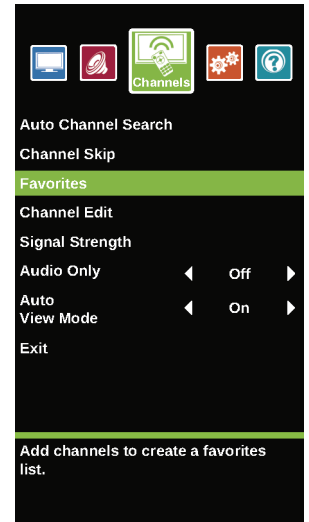 Channels
Auto Channel Search
Channel Skip
Favorites
Channel Edit
Signal Strength
Audio Only Off
Auto
View Mode On
Exit
Add channels to create a favorites
list.